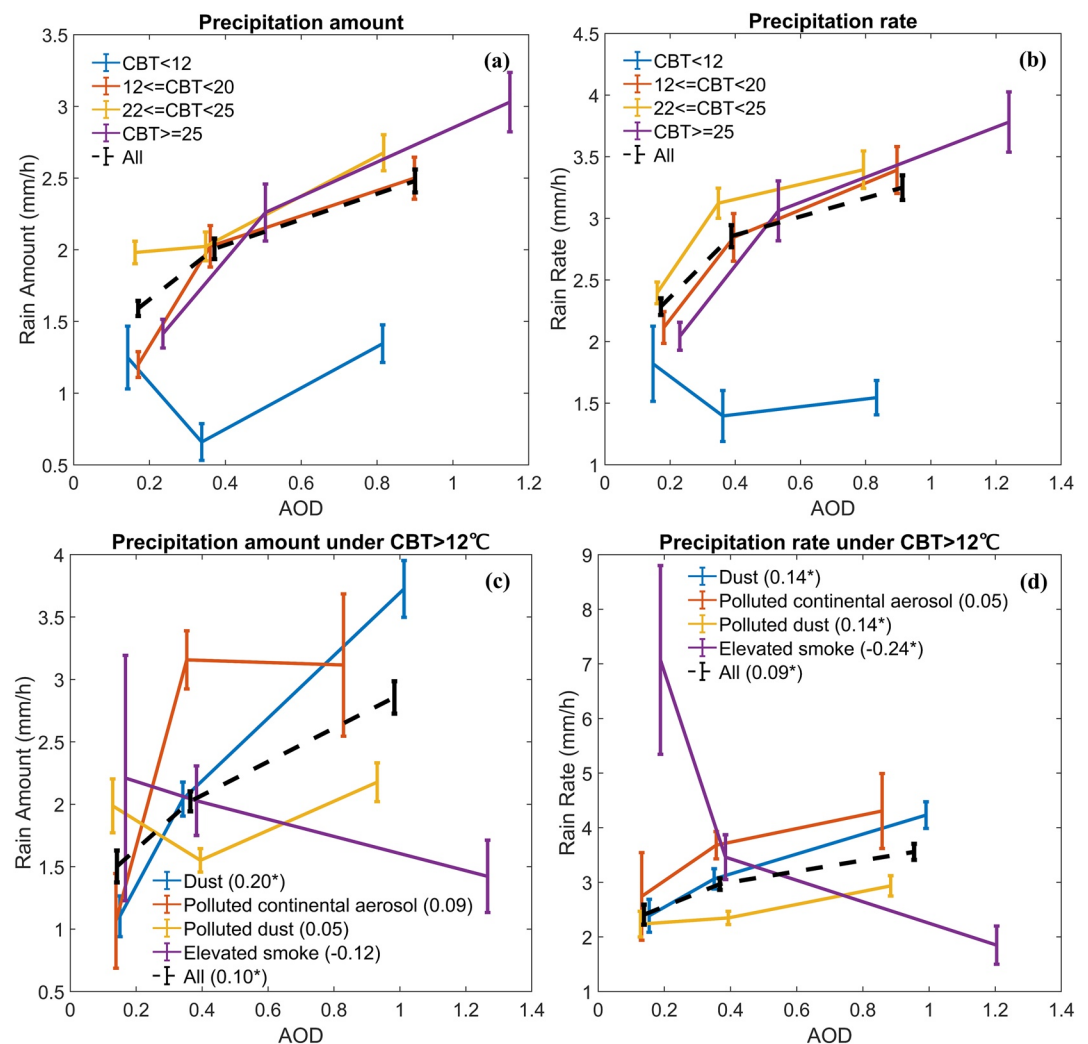 Precipitation amount
(a)
CBT<12
12<=CBT<20
22<=CBT<25
CBT>=25
All
Rain Amount (mm/h)
3.5
3
2.5
2
1.5
1
0.5
0
0.2
0.4
0.6
0.8
1
1.2
1.4
AOD
Precipitation rate
(b)
CBT<12
12<=CBT<20
22<=CBT<25
CBT>=25
All
Rain Rate (mm/h)
4.5
4
3.5
3
2.5
2
1.5
1
0
0.2
0.4
0.6
0.8
1
1.2
1.4
AOD
Precipitation amount under CBT>12℃
(c)
Rain Amount (mm/h)
4
3.5
3
2.5
2
1.5
1
0.5
Dust (0.20*)
Polluted continental aerosol (0.09)
Polluted dust (0.05)
Elevated smoke (-0.12)
All (0.10*)
0
0.2
0.4
0.6
0.8
1
1.2
1.4
AOD
Precipitation rate under CBT>12℃
(d)
Dust (0.14*)
Polluted continental aerosol (0.05)
Polluted dust (0.14*)
Elevated smoke (-0.24*)
All (0.09*)
Rain Rate (mm/h)
9
8
7
6
5
4
3
2
1
0
0.2
0.4
0.6
0.8
1
1.2
1.4
AOD